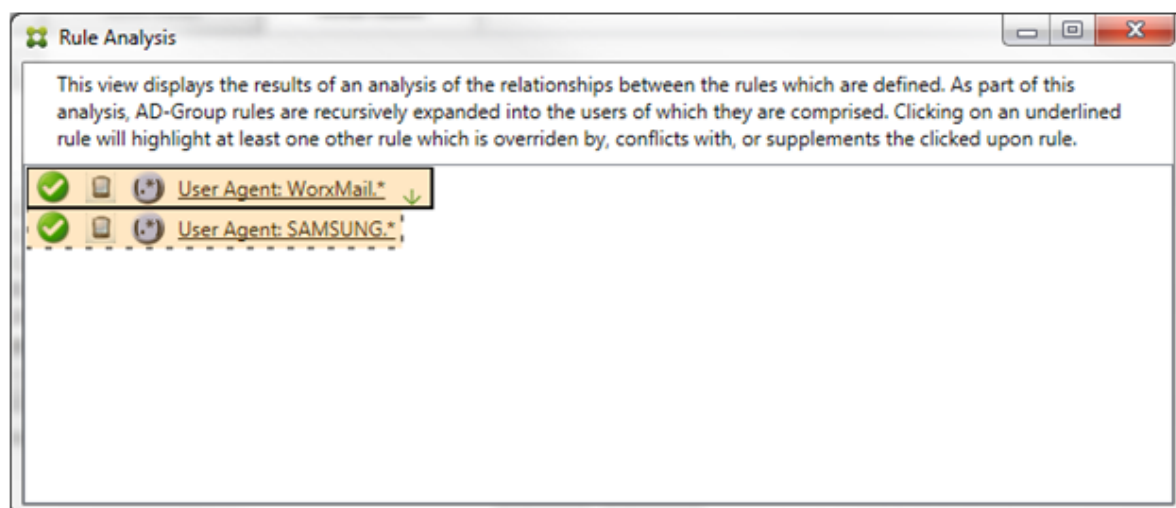 Rule Analysis
This view displays the results of an analysis of the relationships between the rules which are defined. As part of this
analysis, AD-Group rules are recursively expanded into the users of which they are comprised. Clicking on an underlined
rule will highlight at least one other rule which is overriden by, conflicts with, or supplements the clicked upon rule.
(.*) User Agent: WorxMail.*
(.*) User Agent: SAMSUNG.*